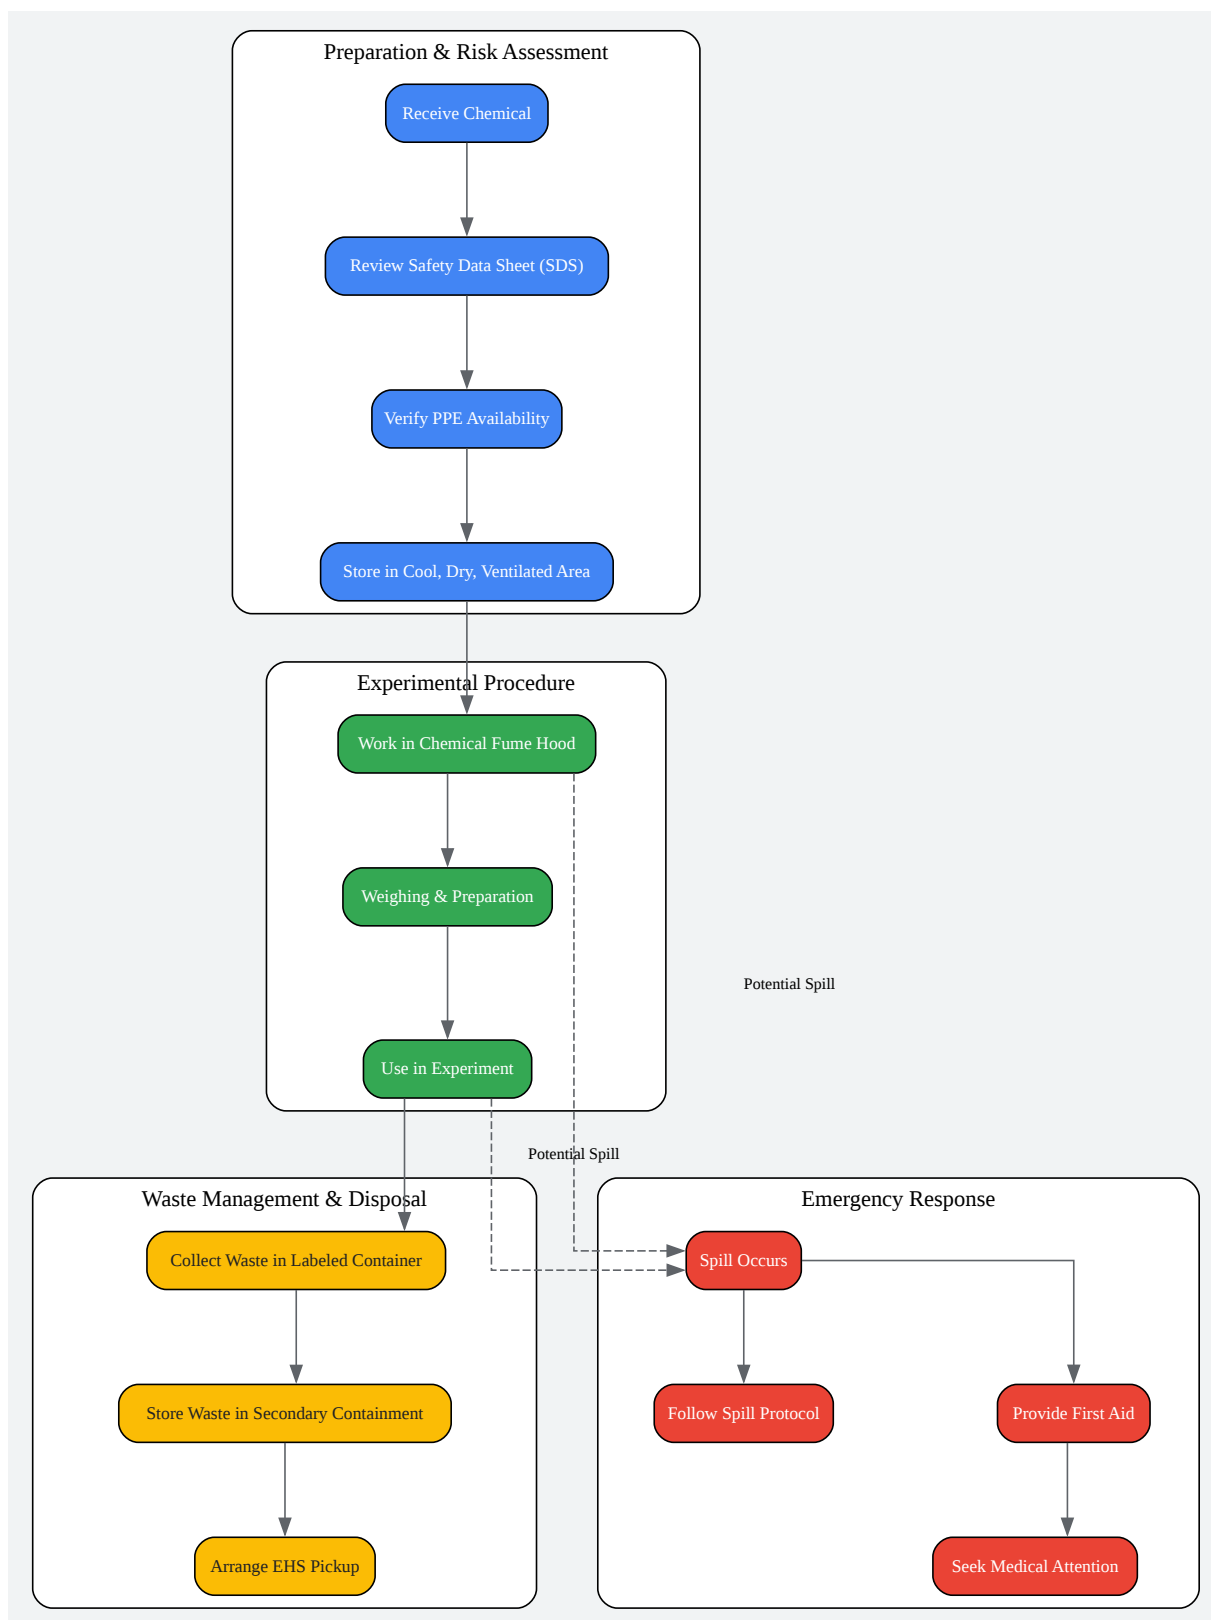 Preparation & Risk Assessment
Receive Chemical
Review Safety Data Sheet (SDS)
Verify PPE Availability
Store in Cool, Dry, Ventilated Area
Experimental Procedure
Work in Chemical Fume Hood
Weighing & Preparation
Potential Spill
Use in Experiment
Potential Spill
Waste Management & Disposal
Collect Waste in Labeled Container
Store Waste in Secondary Containment
Arrange EHS Pickup
Emergency Response
Spill Occurs
Follow Spill Protocol
Provide First Aid
Seek Medical Attention